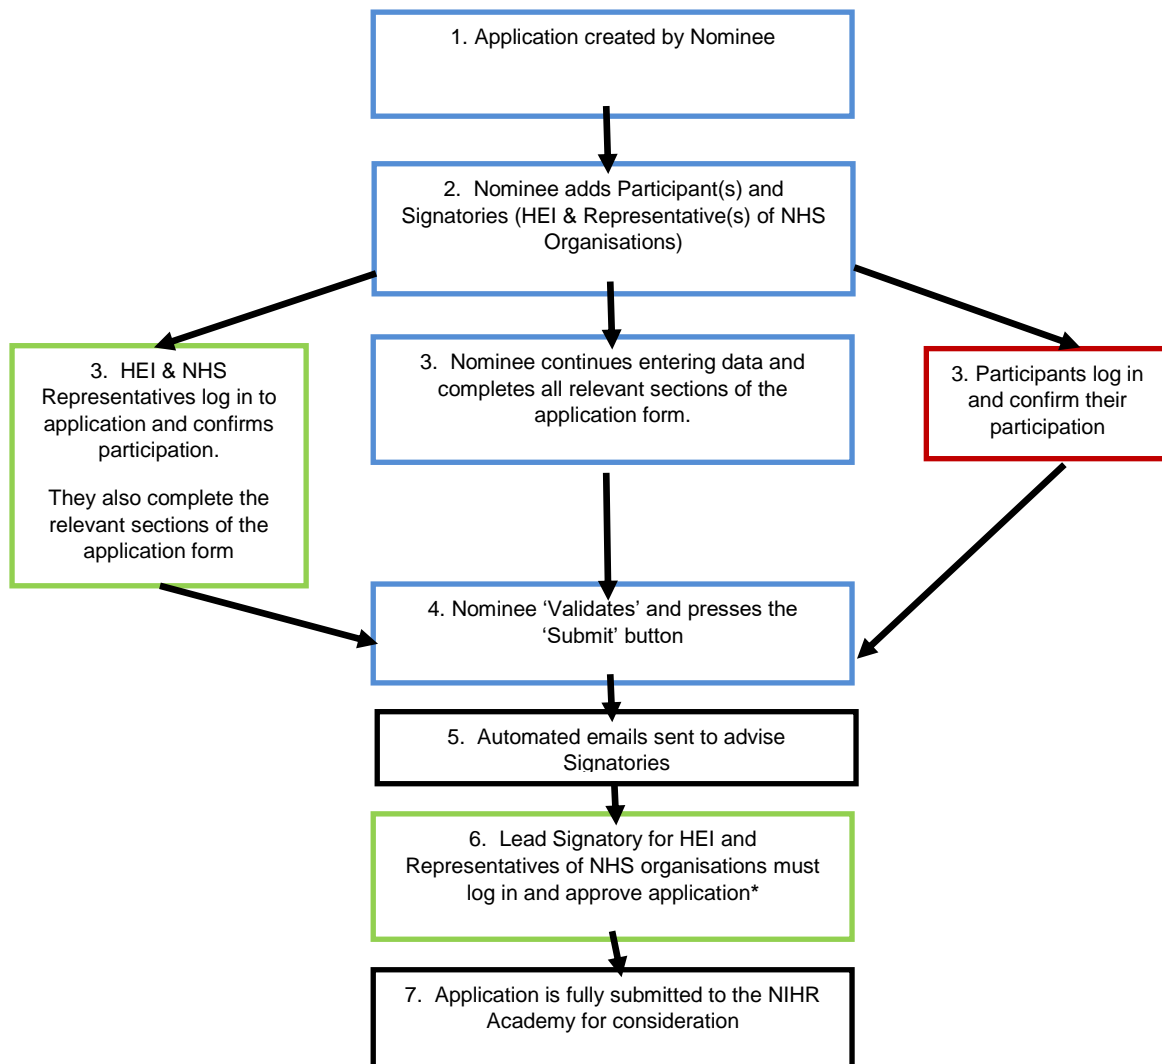 1. Application created by Nominee
2. Nominee adds Participant(s) and
Signatories (HEI & Representative(s) of NHS
Organisations)
3. HEI & NHS
Representatives log in to
application and confirms
participation.
They also complete the
relevant sections of the
application form
3. Nominee continues entering data and
completes all relevant sections of the
application form.
3. Participants log in
and confirm their
participation
4. Nominee ‘Validates’ and presses the
‘Submit’ button
5. Automated emails sent to advise
Signatories
6. Lead Signatory for HEI and
Representatives of NHS organisations must
log in and approve application*
7. Application is fully submitted to the NIHR
Academy for consideration